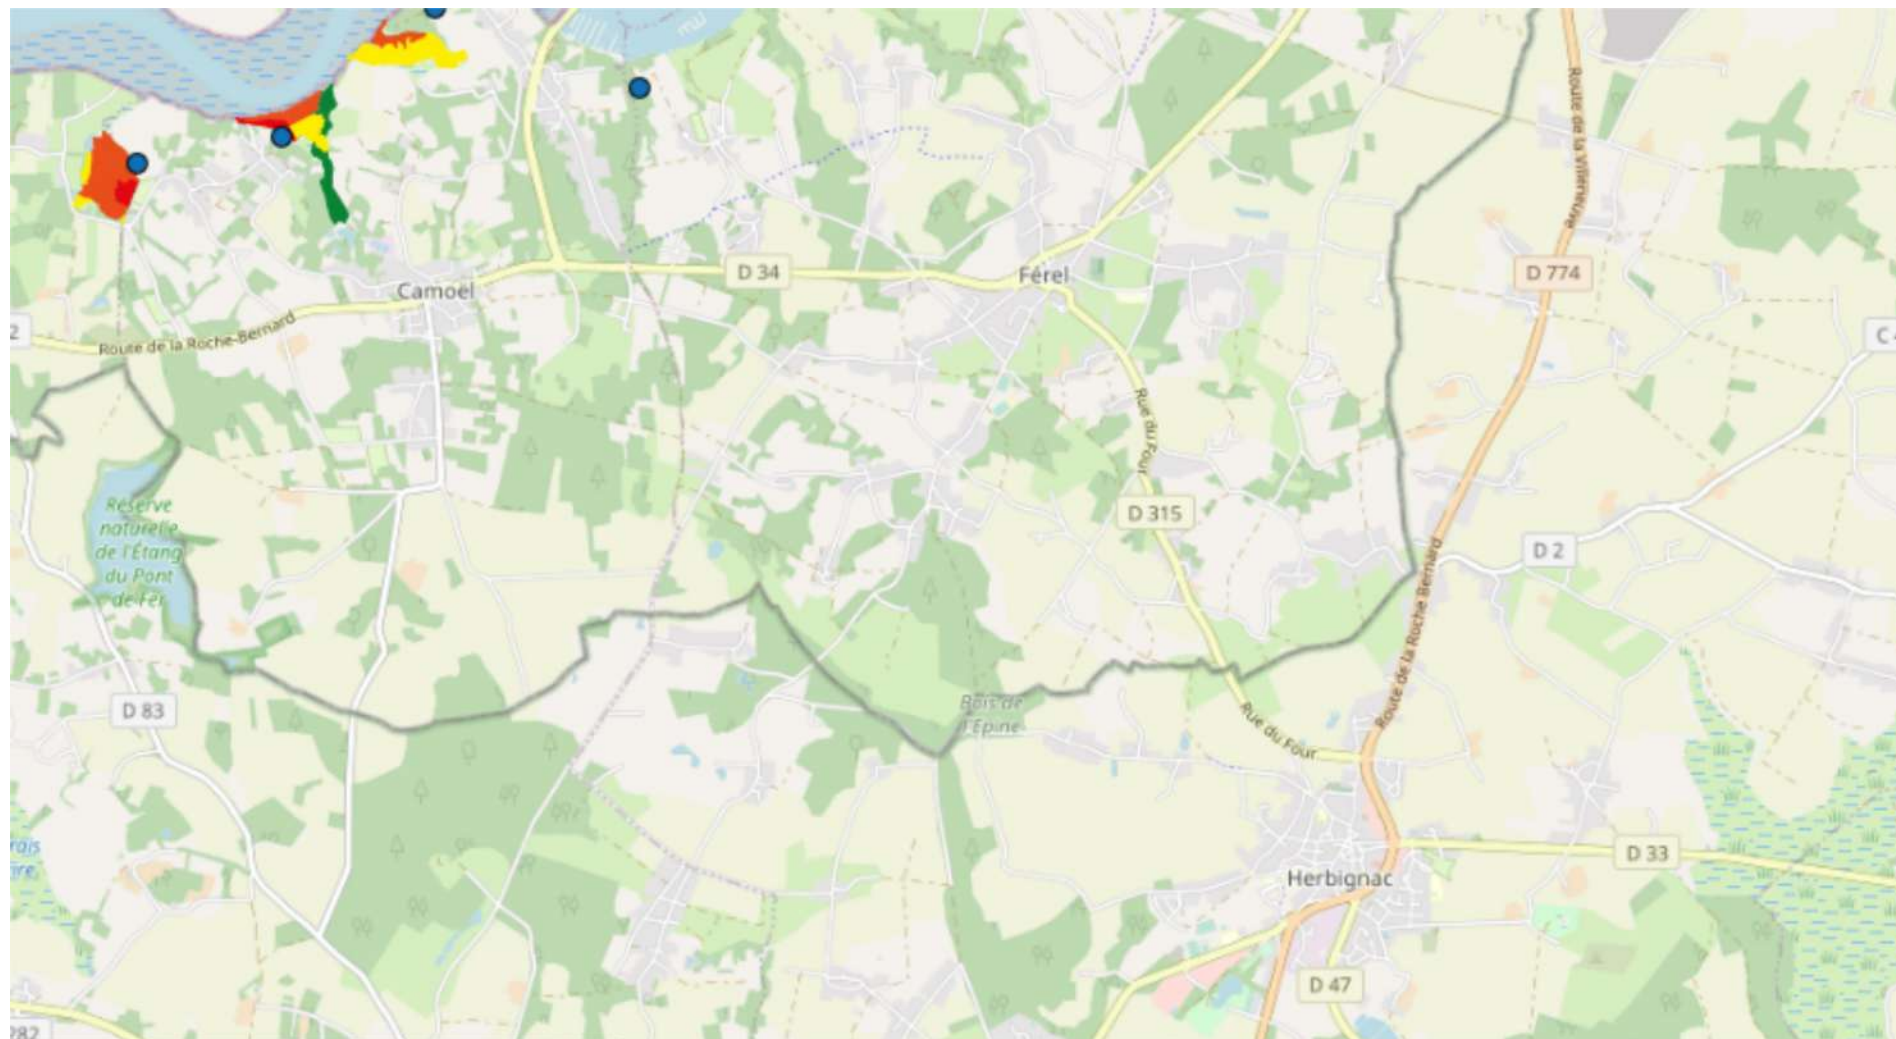 Route de la Villeneuve
D 34
Férel
D 774
Camoël
2
Route de la Roche-Bernard
C
Rue du Four
Réserve
naturelle
de l'Étang
du Pont
de Fer
D 315
D 2
Route de la Roche Bernard
D 83
Bois de
l'Épine
Rue du Four
D 33
Herbignac
D 47
282